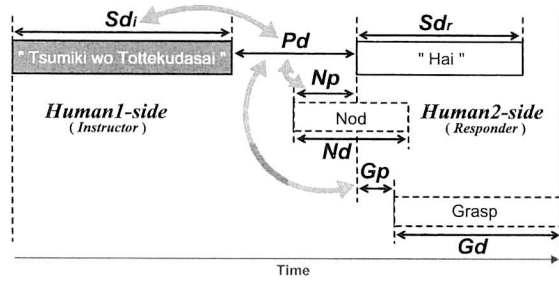 Sdi
Pd
Sdr
" Tsumiki wo Tottekudasai "
" Hai "
Np
Human1-side
( Instructor )
Nod
Human2-side
( Responder )
Nd
Gp
Grasp
Gd
Time